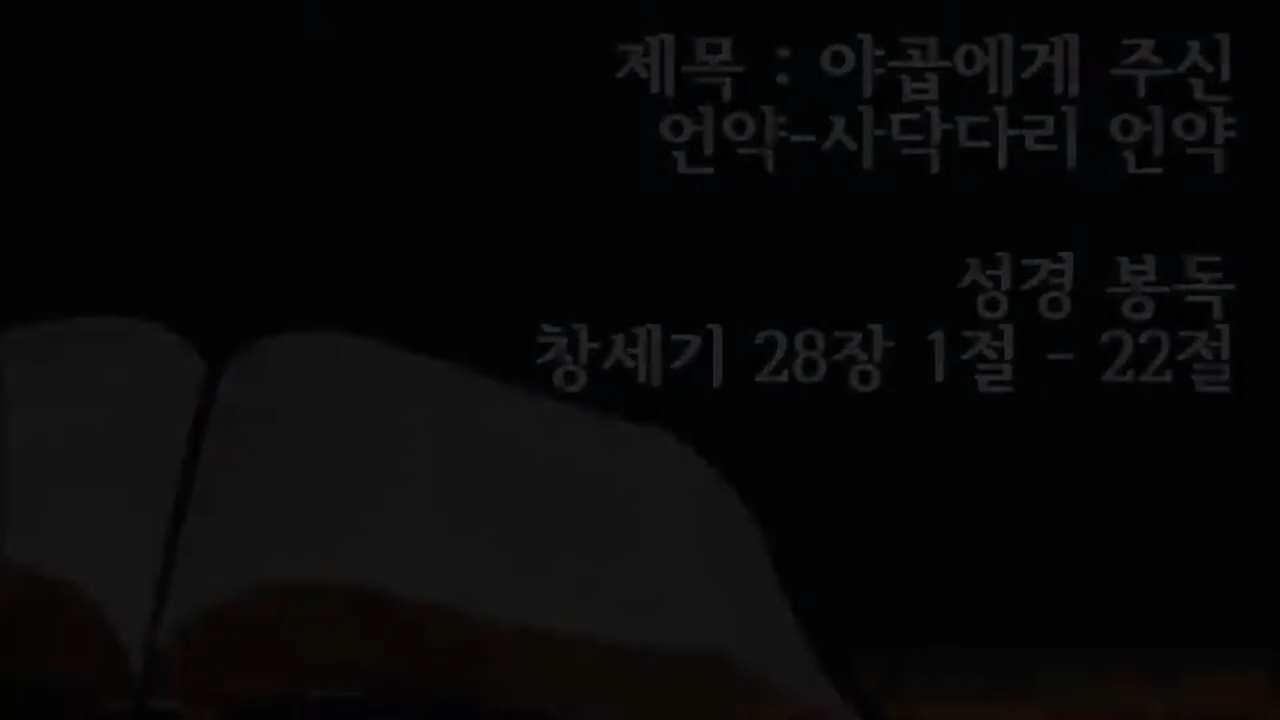 제목 : 야곱에게 주신
언약-사닥다리 언약
성경 봉독
창세기 28장 1절 - 22절